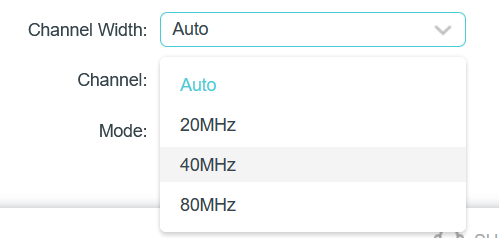 Channel Width: Auto
Channel:
Auto
20MHz
Mode:
40MHz
80MHz